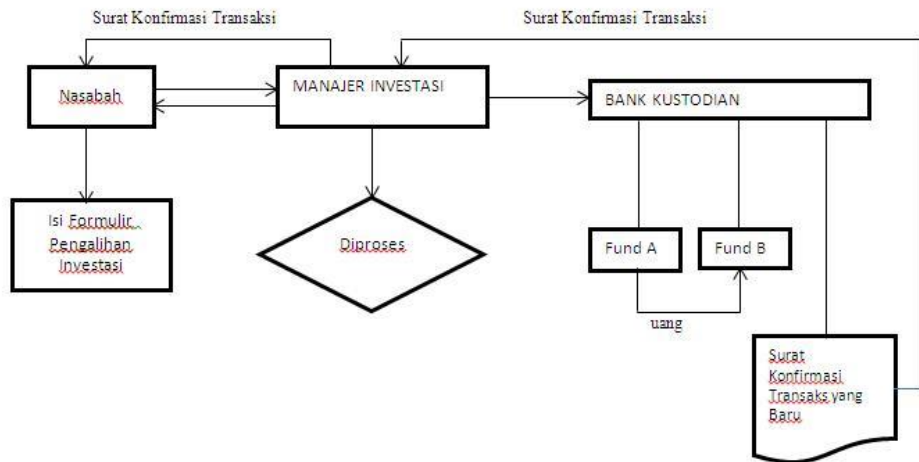 Surat Konfirmasi Transaksi
Surat Konfirmasi Transaksi
Nasabah
MANAJER INVESTASI
BANK KUSTODIAN
Isi Formulir
Pengalihan
Investasi
Diproses
Fund A
Fund B
uang
Surat
Konfirmasi
Transaks yang
Baru